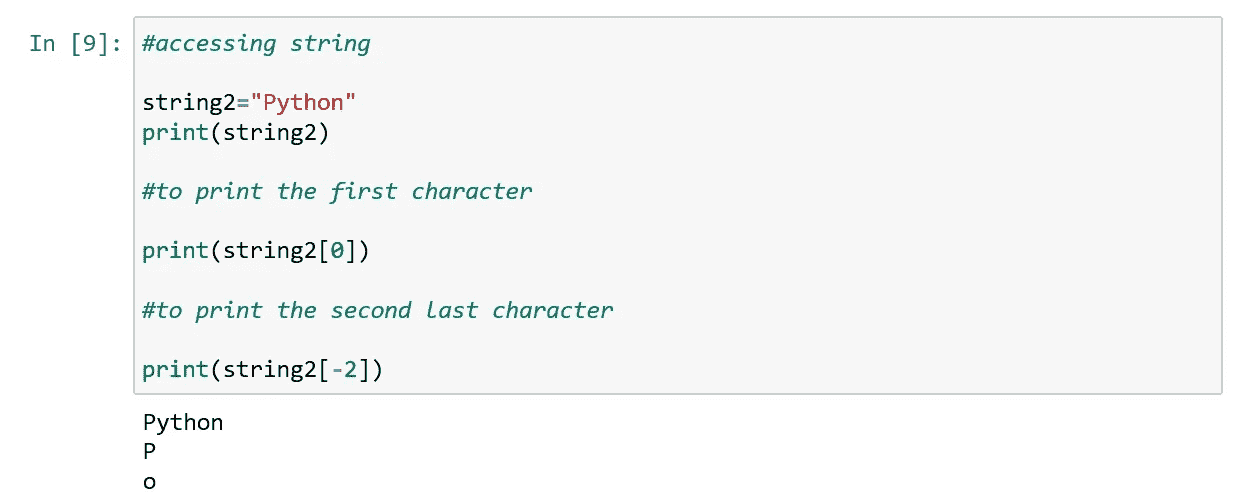 In [9]: #accessing string
string2="Python"
print(string2)
#to print the first character
print(string2[0])
#to print the second last character
print(string2[-2])
Python
P
o